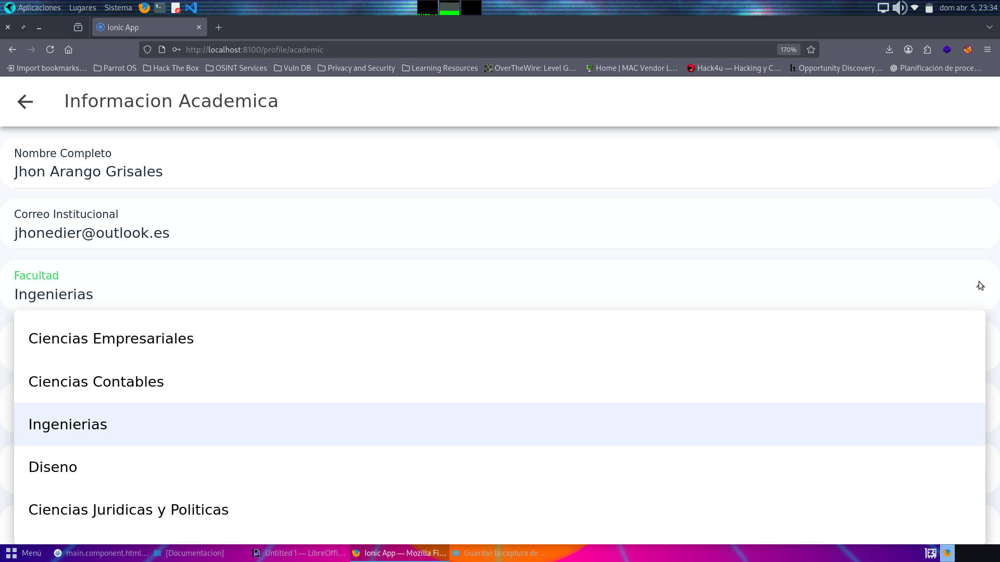 Aplicaciones Lugares Sistema dom abr 5, 23:34
Ionic App
http://localhost:8100/profile/academic 170%
Import bookmarks... Parrot OS Hack The Box OSINT Services Vuln DB Privacy and Security Learning Resources OverTheWire: Level G... Home | MAC Vendor L... Hack4u — Hacking y C... Opportunity Discovery... Planificación de proce...
Informacion Academica
Nombre Completo
Jhon Arango Grisales
Correo Institucional
jhonedier@outlook.es
Facultad
Ingenierias
Ciencias Empresariales
Ciencias Contables
Ingenierias
Diseno
Ciencias Juridicas y Politicas
Menú main.component.html... [Documentacion] Untitled 1 — LibreOffi... Ionic App — Mozilla Fi... Guardar la captura de ...